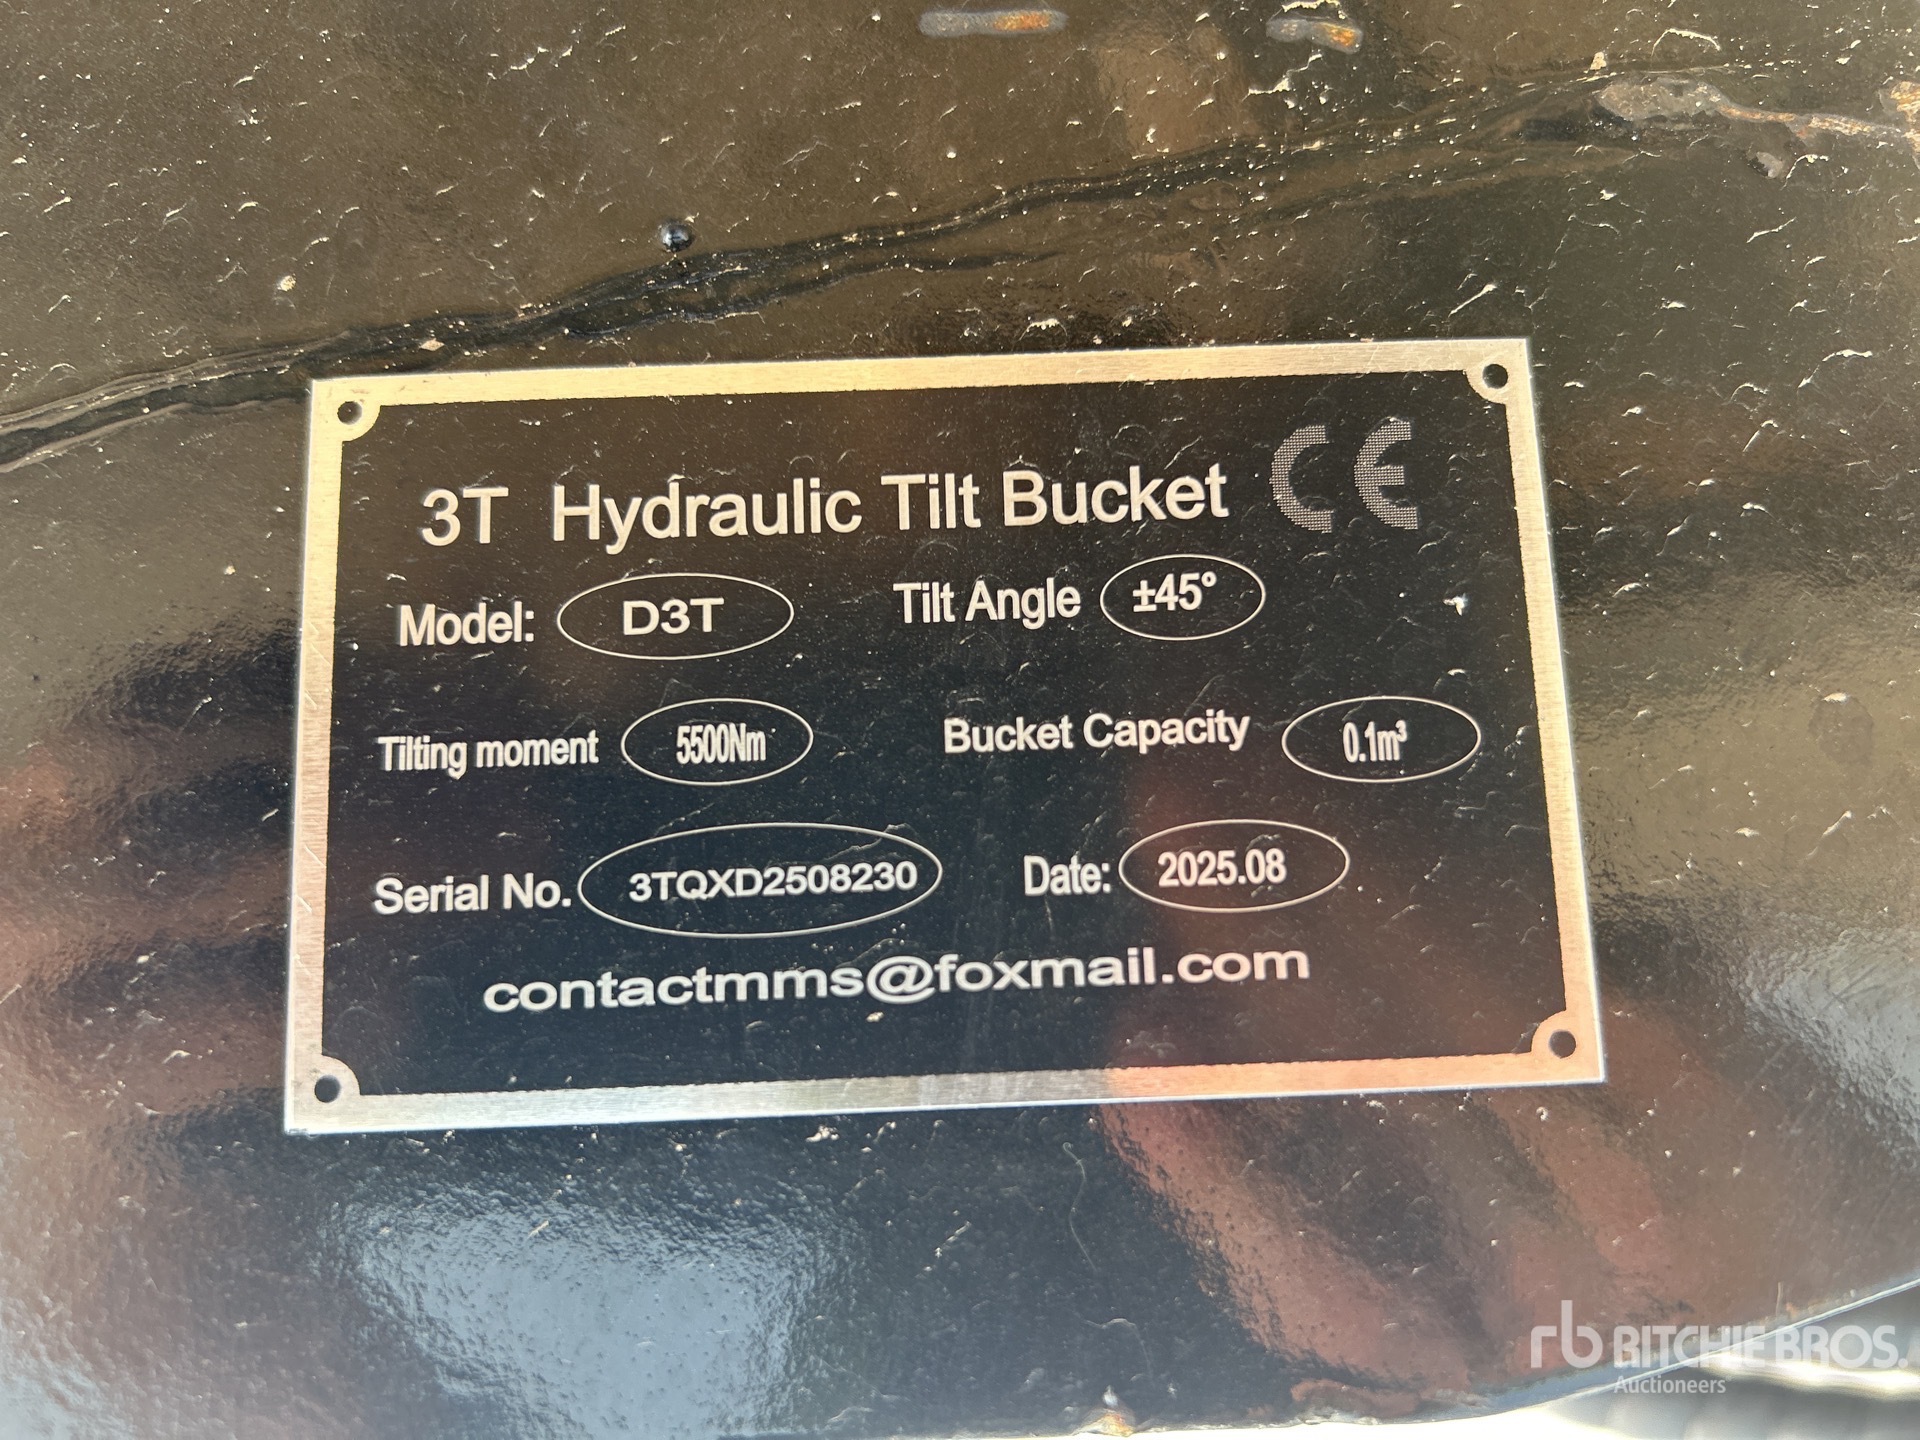 3T Hydraulic Tilt Bucket CE
Model: D3T Tilt Angle ±45°
Tilting moment 5500Nm Bucket Capacity 0.1m³
Serial No. 3TQXD2508230 Date: 2025.08
contactmms@foxmail.com
rb RITCHIE BROS.
Auctioneers